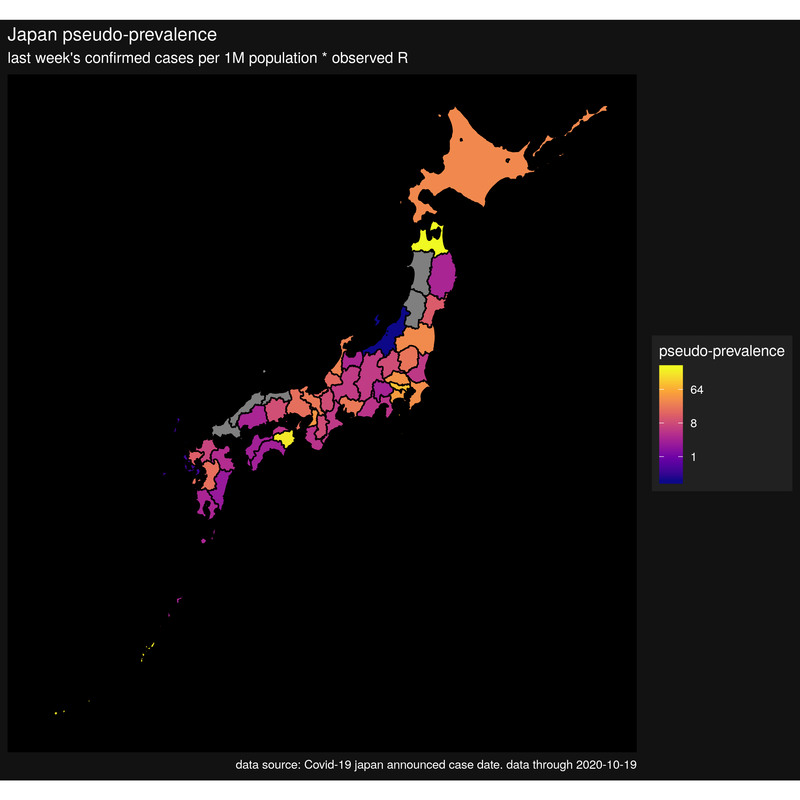 Japan pseudo-prevalence
last week's confirmed cases per 1M population * observed R
pseudo-prevalence
64
8
1
data source: Covid-19 japan announced case date. data through 2020-10-19